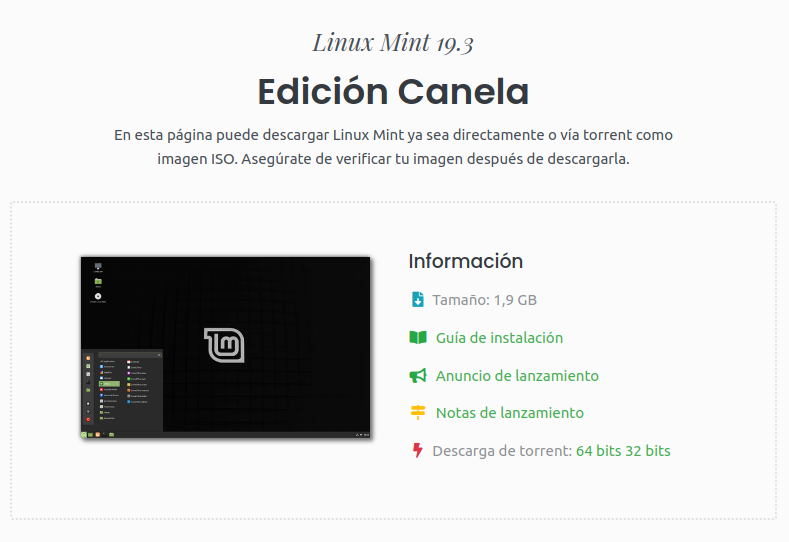 Linux Mint 19.3
Edición Canela
En esta página puede descargar Linux Mint ya sea directamente o vía torrent como
imagen ISO. Asegúrate de verificar tu imagen después de descargarla.
Información
Tamaño: 1,9 GB
Guía de instalación
Anuncio de lanzamiento
Notas de lanzamiento
Descarga de torrent: 64 bits 32 bits